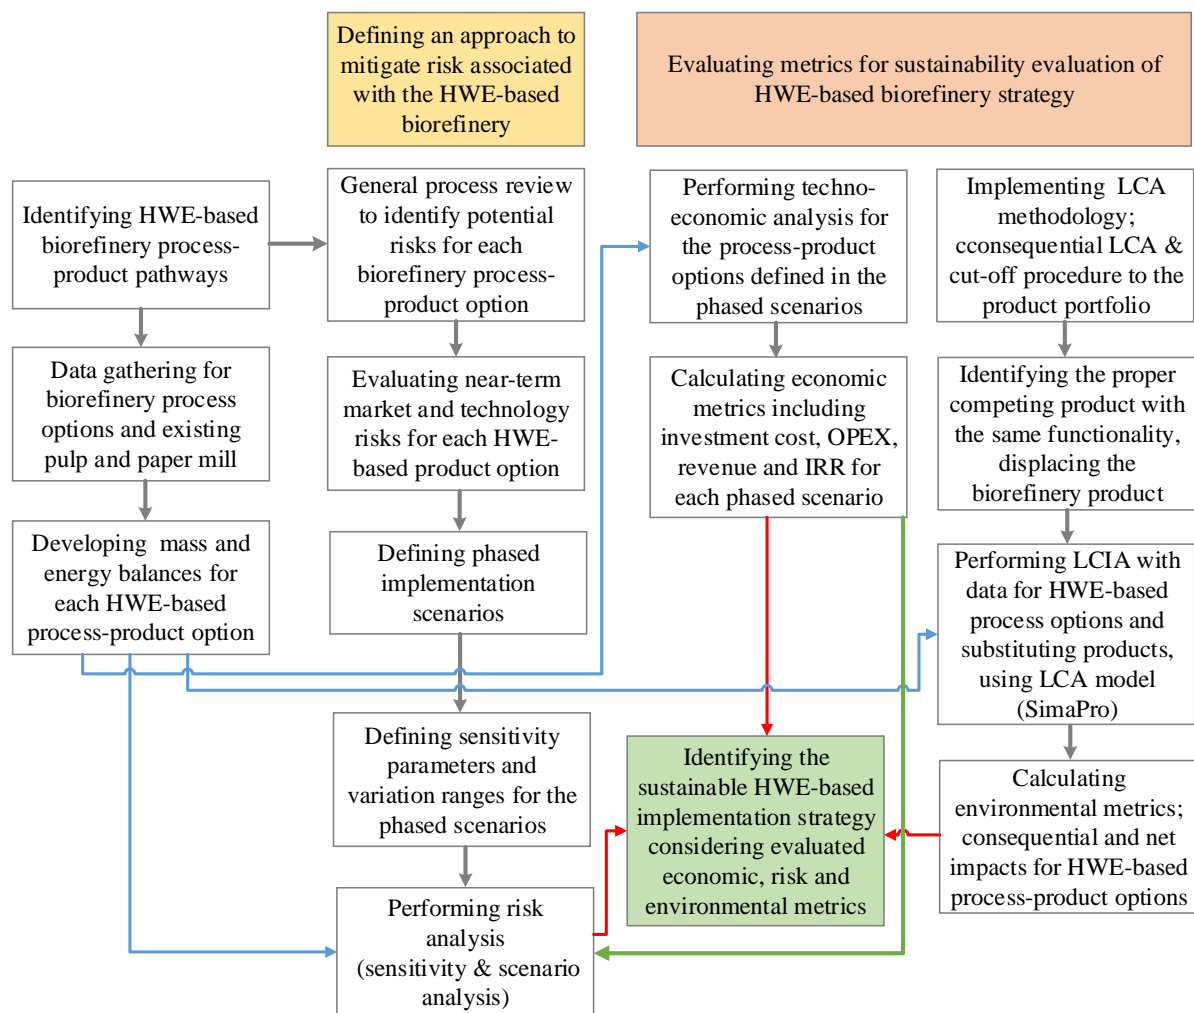 Defining an approach to
mitigate risk associated
with the HWE-based
biorefinery
Evaluating metrics for sustainability evaluation of
HWE-based biorefinery strategy
Identifying HWE-based
biorefinery process-
product pathways
Data gathering for
biorefinery process
options and existing
pulp and paper mill
Developing mass and
energy balances for
each HWE-based
process-product option
General process review
to identify potential
risks for each
biorefinery process-
product option
Evaluating near-term
market and technology
risks for each HWE-
based product option
Defining phased
implementation
scenarios
Defining sensitivity
parameters and
variation ranges for the
phased scenarios
Performing risk
analysis
(sensitivity & scenario
analysis)
Performing techno-
economic analysis for
the process-product
options defined in the
phased scenarios
Calculating economic
metrics including
investment cost, OPEX,
revenue and IRR for
each phased scenario
Identifying the
sustainable HWE-based
implementation strategy
considering evaluated
economic, risk and
environmental metrics
Implementing LCA
methodology;
cconsequential LCA &
cut-off procedure to the
product portfolio
Identifying the proper
competing product with
the same functionality,
displacing the
biorefinery product
Performing LCIA with
data for HWE-based
process options and
substituting products,
using LCA model
(SimaPro)
Calculating
environmental metrics;
consequential and net
impacts for HWE-based
process-product options